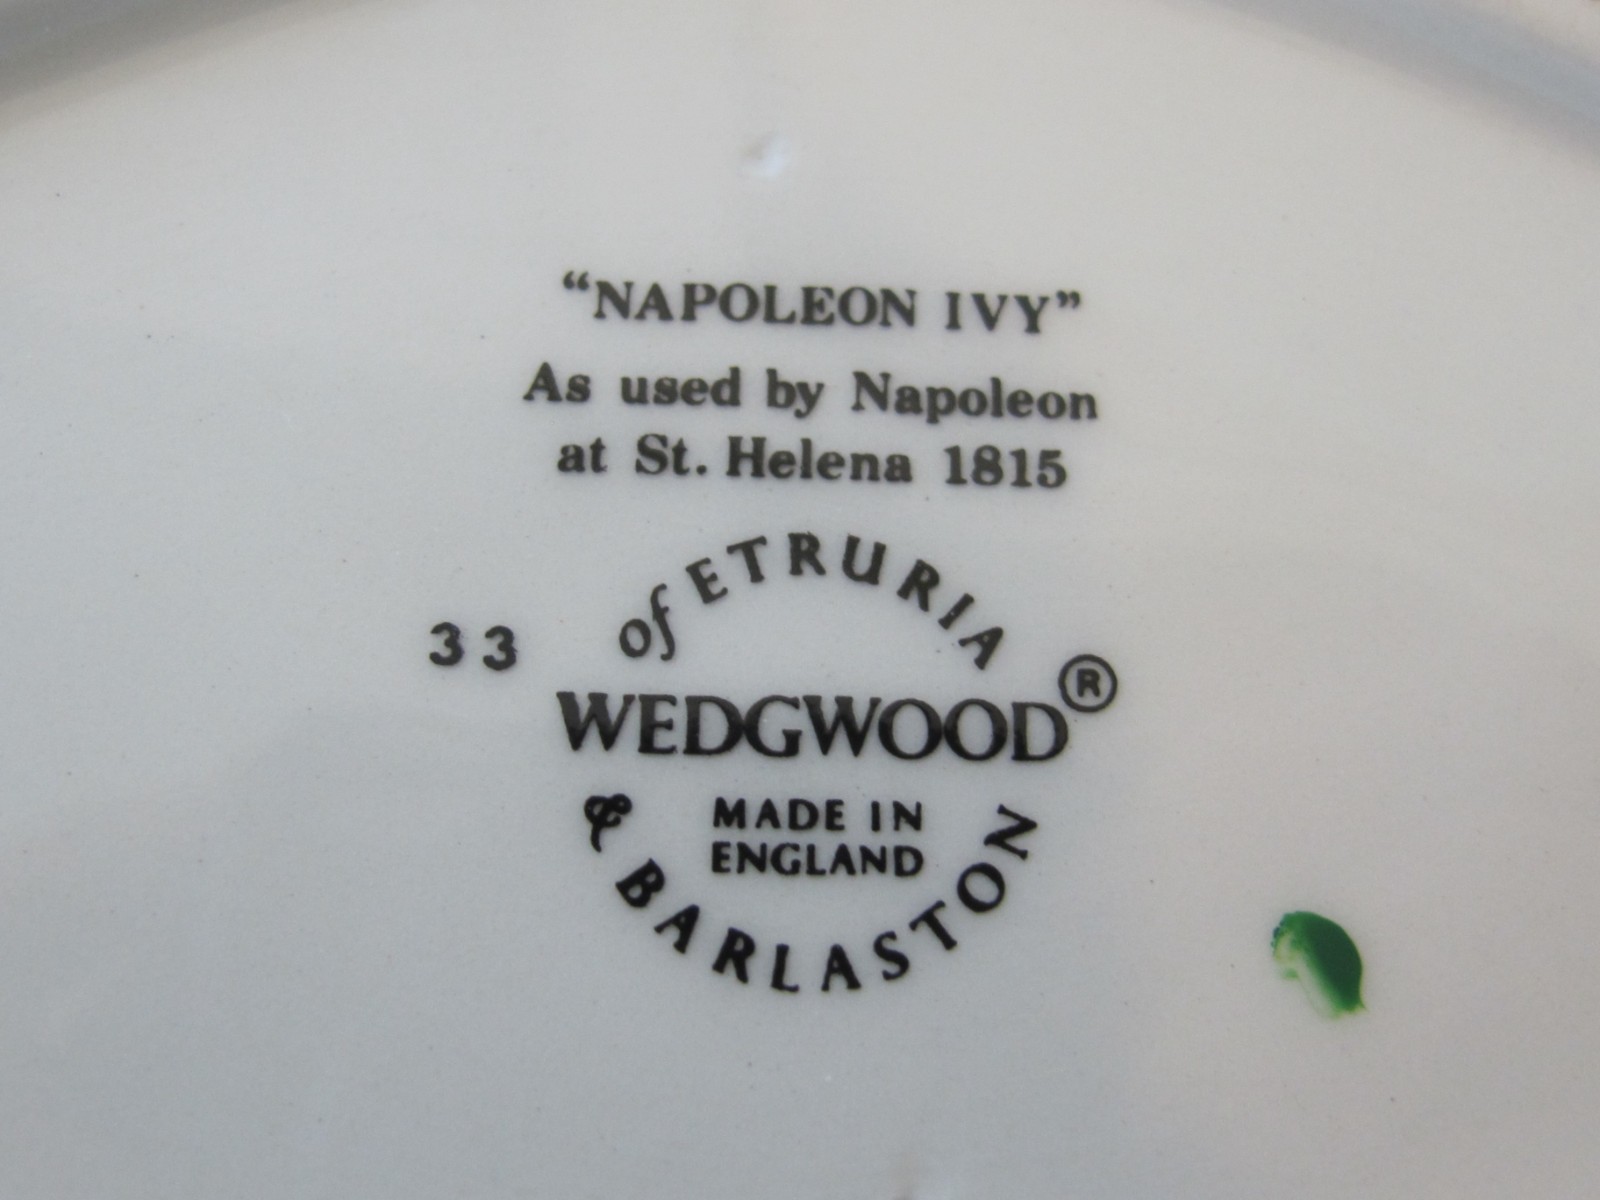 “NAPOLEON IVY”
As used by Napoleon
at St. Helena 1815
of ETRURIA
33
WEDGWOOD®
MADE IN
ENGLAND
& BARLASTON